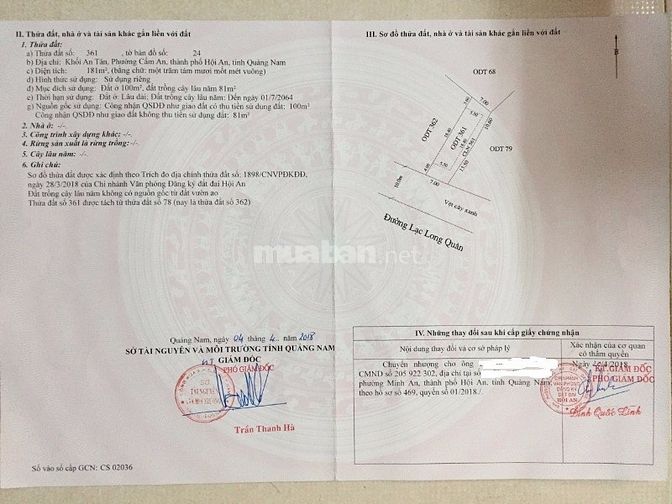 II. Thửa đất, nhà ở và tài sản khác gắn liền với đất
1. Thửa đất:
a) Thửa đất số: 361 , tờ bản đồ số: 24
b) Địa chỉ: Khối An Tân, Phường Cẩm An, thành phố Hội An, tỉnh Quảng Nam
c) Diện tích: 181m², (bằng chữ: một trăm tám mươi mốt mét vuông)
d) Hình thức sử dụng: Sử dụng riêng
đ) Mục đích sử dụng: Đất ở 100m², đất trồng cây lâu năm 81m²
e) Thời hạn sử dụng: Đất ở: Lâu dài; Đất trồng cây lâu năm: Đến ngày 01/7/2064
g) Nguồn gốc sử dụng: Công nhận QSDĐ như giao đất có thu tiền sử dụng đất: 100m²
Công nhận QSDĐ như giao đất không thu tiền sử dụng đất: 81m²
2. Nhà ở: -/-
3. Công trình xây dựng khác: -/-
4. Rừng sản xuất là rừng trồng: -/-
5. Cây lâu năm: -/-
6. Ghi chú:
Sơ đồ thửa đất được xác định theo Trích đo địa chính thửa đất số: 1898/CNVPĐKĐĐ,
ngày 28/3/2018 của Chi nhánh Văn phòng Đăng ký đất đai Hội An
Đất trồng cây lâu năm không có nguồn gốc từ đất vườn ao
Thửa đất số 361 được tách từ thửa đất số 78 (nay là thửa đất số 362)
Quảng Nam, ngày 04 tháng 4 năm 2018
SỞ TÀI NGUYÊN VÀ MÔI TRƯỜNG TỈNH QUẢNG NAM
GIÁM ĐỐC
PHÓ GIÁM ĐỐC
Trần Thanh Hà
Số vào sổ cấp GCN: CS 02036
III. Sơ đồ thửa đất, nhà ở và tài sản khác gắn liền với đất
B
ODT 68
7.00
ODT 362
ODT 361
ODT 79
7.00
10.0m
Vệt cây xanh
Đường Lạc Long Quân
muaban.net
IV. Những thay đổi sau khi cấp giấy chứng nhận
Nội dung thay đổi và cơ sở pháp lý
Xác nhận của cơ quan
có thẩm quyền
Chuyển nhượng cho ông
CMND số 205 922 302, địa chỉ tại số
phường Minh An, thành phố Hội An, tỉnh Quảng Nam
theo hồ sơ số 469, quyển số 01/2018./.
KT.GIÁM ĐỐC
PHÓ GIÁM ĐỐC
Đinh Quốc Lĩnh